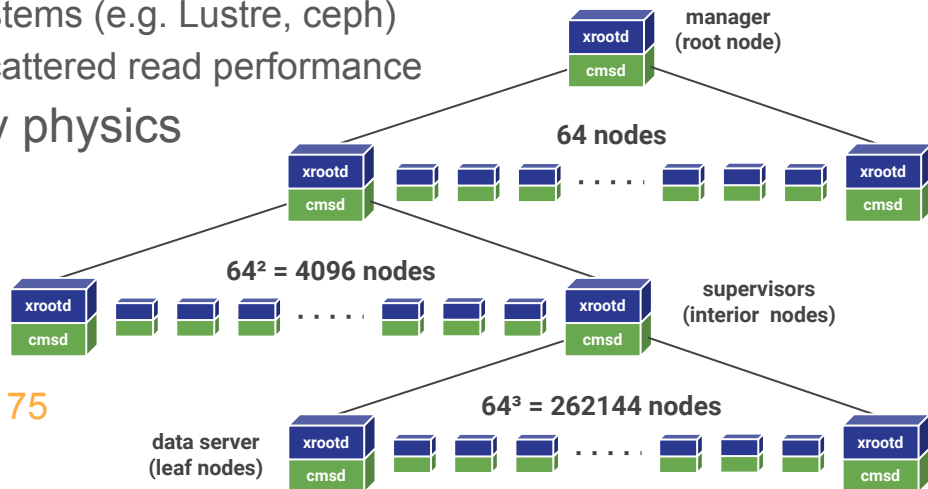 stems (e.g. Lustre, ceph)
cattered read performance
physics
manager
(root node)
xrootd
cmsd
64 nodes
xrootd
cmsd
xrootd
cmsd
64² = 4096 nodes
xrootd
cmsd
xrootd
cmsd
supervisors
(interior nodes)
75
64³ = 262144 nodes
data server
(leaf nodes)
xrootd
cmsd
xrootd
cmsd